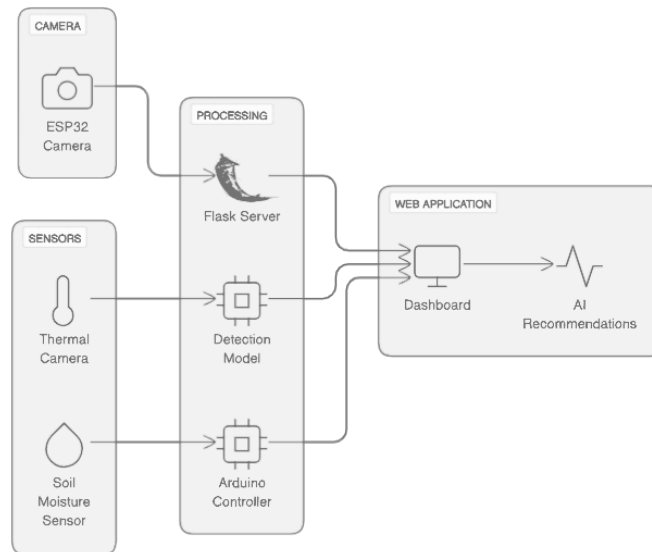 CAMERA
ESP32
Camera
PROCESSING
Flask Server
SENSORS
Thermal
Camera
Detection
Model
Soil
Moisture
Sensor
Arduino
Controller
WEB APPLICATION
Dashboard
AI
Recommendations